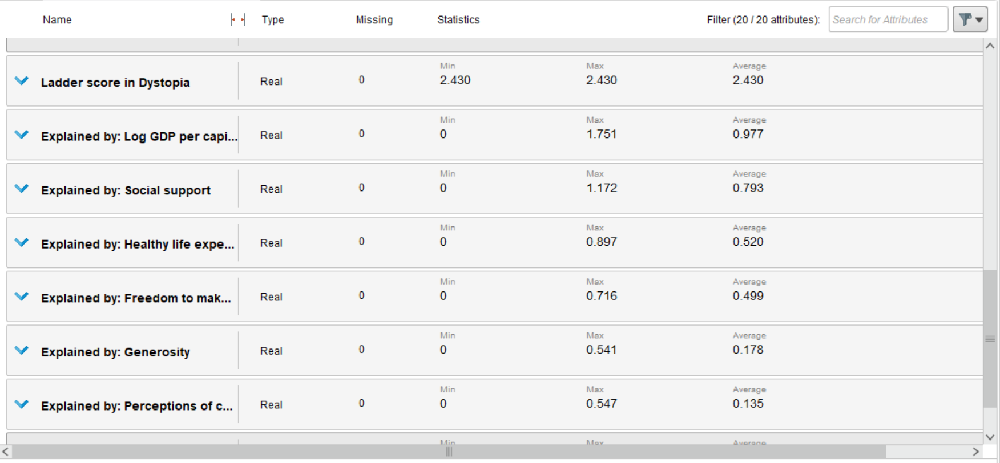 Name Type Missing Statistics Filter (20 / 20 attributes): Search for Attributes
Min Max Average
Ladder score in Dystopia Real 0 2.430 2.430 2.430
Min Max Average
Explained by: Log GDP per capi... Real 0 0 1.751 0.977
Min Max Average
Explained by: Social support Real 0 0 1.172 0.793
Min Max Average
Explained by: Healthy life expe... Real 0 0 0.897 0.520
Min Max Average
Explained by: Freedom to mak... Real 0 0 0.716 0.499
Min Max Average
Explained by: Generosity Real 0 0 0.541 0.178
Min Max Average
Explained by: Perceptions of c... Real 0 0 0.547 0.135
Min Max Average